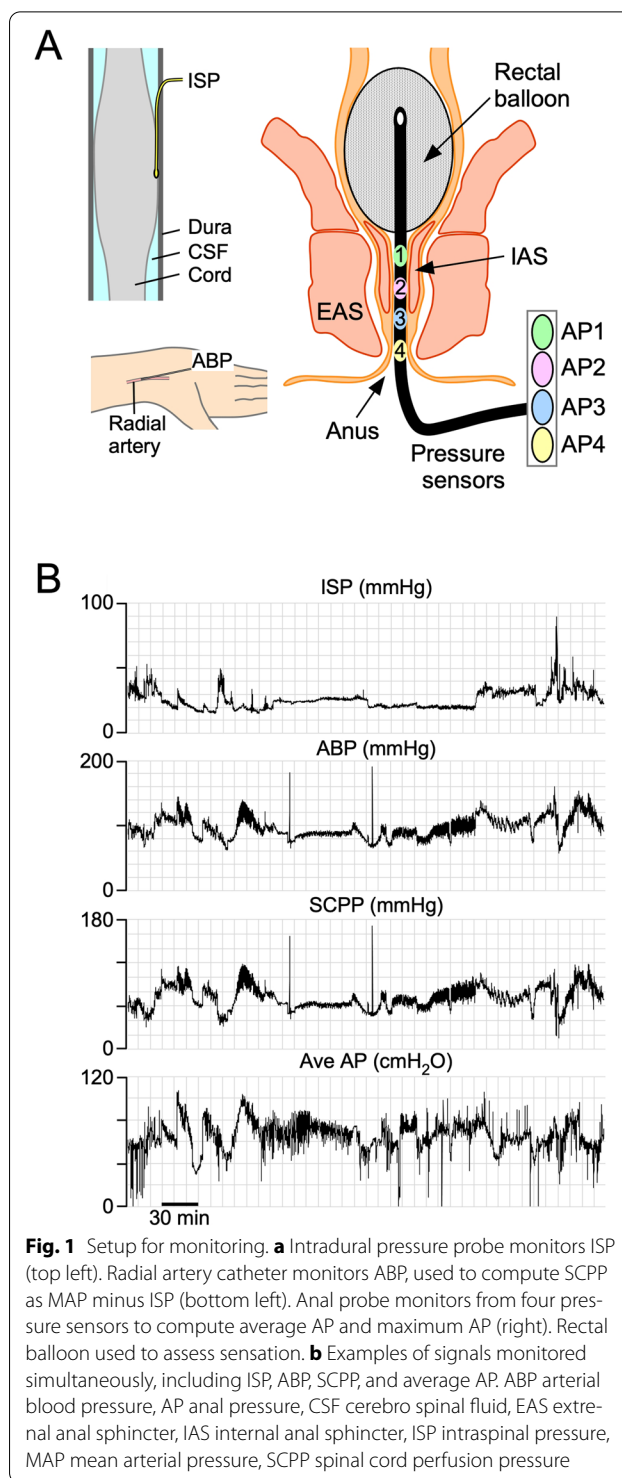 A
ISP
Dura
CSF
Cord
ABP
Radial
artery
Rectal
balloon
IAS
EAS
1
2
3
4
Anus
Pressure
sensors
AP1
AP2
AP3
AP4
B
ISP (mmHg)
100
0
ABP (mmHg)
200
0
SCPP (mmHg)
180
0
Ave AP (cmH₂O)
120
0
30 min
Fig. 1 Setup for monitoring. a Intradural pressure probe monitors ISP
(top left). Radial artery catheter monitors ABP, used to compute SCPP
as MAP minus ISP (bottom left). Anal probe monitors from four pres-
sure sensors to compute average AP and maximum AP (right). Rectal
balloon used to assess sensation. b Examples of signals monitored
simultaneously, including ISP, ABP, SCPP, and average AP. ABP arterial
blood pressure, AP anal pressure, CSF cerebro spinal fluid, EAS extre-
nal anal sphincter, IAS internal anal sphincter, ISP intraspinal pressure,
MAP mean arterial pressure, SCPP spinal cord perfusion pressure